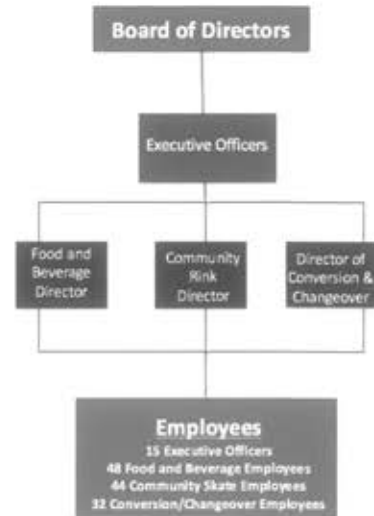 Board of Directors
Executive Officers
Food and
Beverage
Director
Community
Rink
Director
Director of
Conversion &
Changeover
Employees
15 Executive Officers
48 Food and Beverage Employees
44 Community Skate Employees
32 Conversion/Changeover Employees